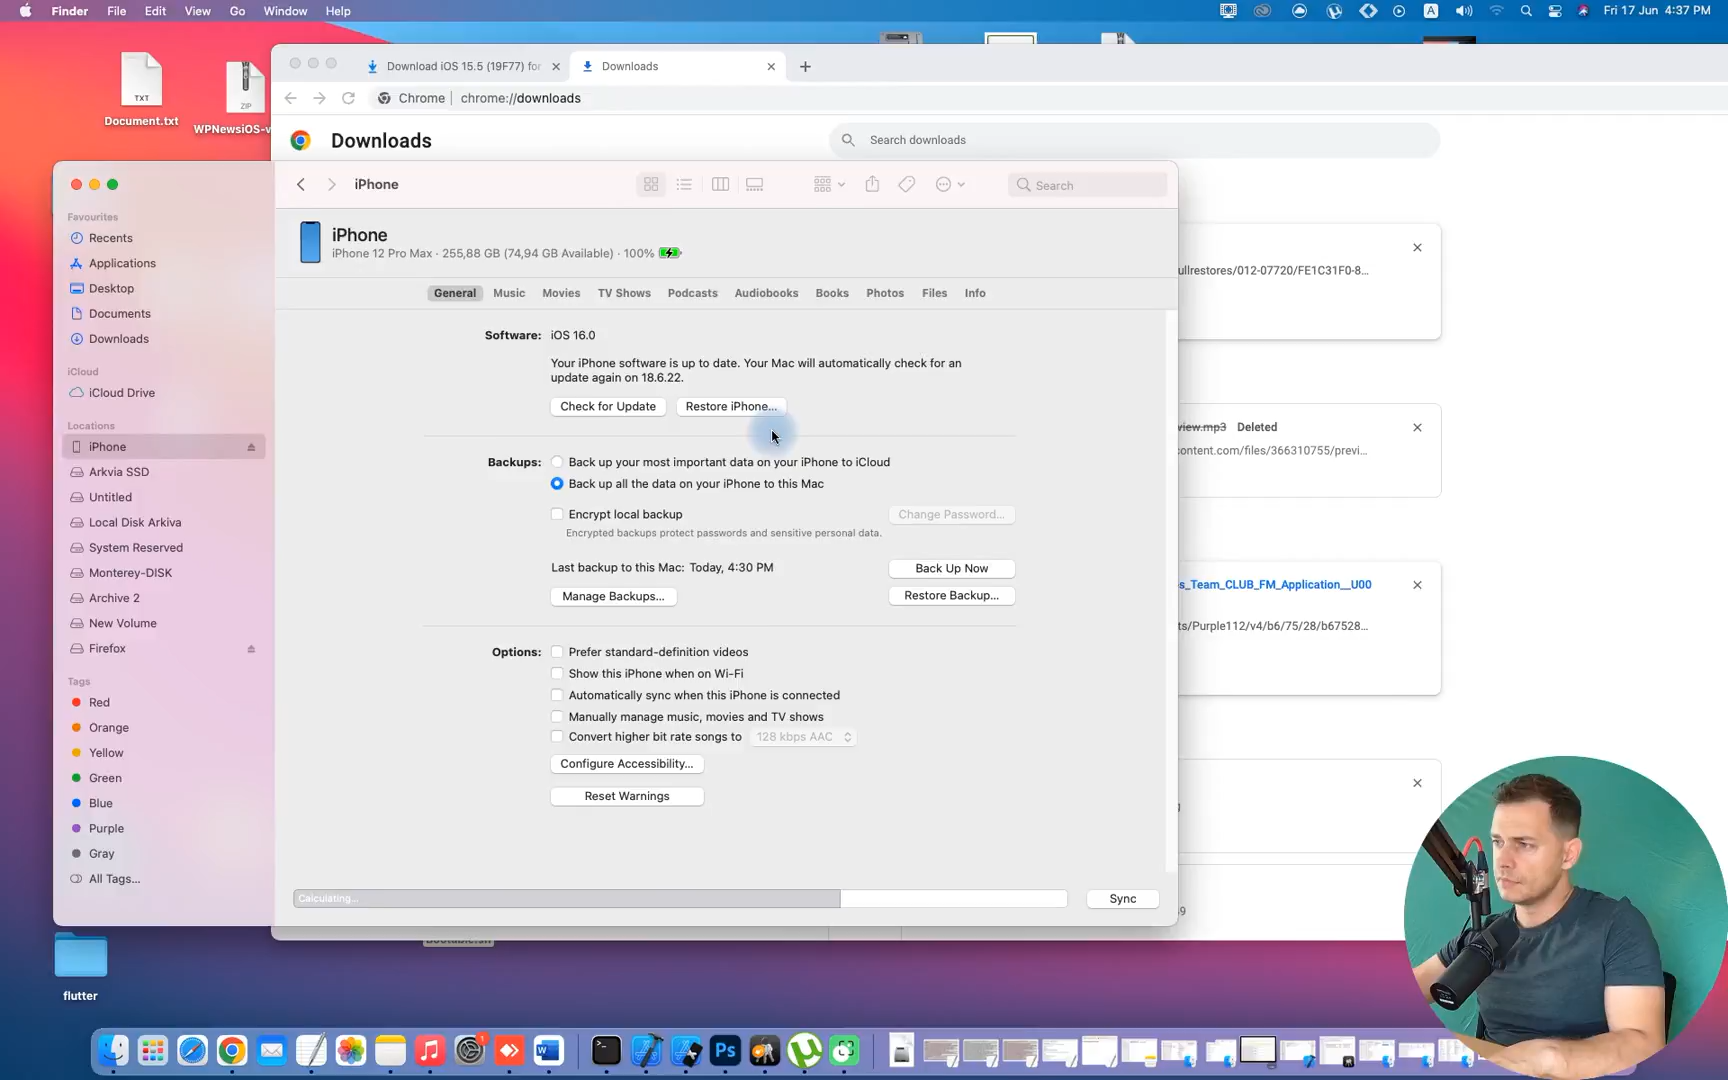 Finder File Edit View Go Window Help
A Fri 17 Jun 4:37 PM
TXT
Document.txt
ZIP
WPNewsiOS-v
Download iOS 15.5 (19F77) for
Downloads
Chrome chrome://downloads
Downloads
Search downloads
iPhone
Search
Favourites
Recents
Applications
Desktop
Documents
Downloads
iCloud
iCloud Drive
Locations
iPhone
Arkvia SSD
Untitled
Local Disk Arkiva
System Reserved
Monterey-DISK
Archive 2
New Volume
Firefox
Tags
Red
Orange
Yellow
Green
Blue
Purple
Gray
All Tags...
iPhone
iPhone 12 Pro Max · 255,88 GB (74,94 GB Available) · 100%
General Music Movies TV Shows Podcasts Audiobooks Books Photos Files Info
Software: iOS 16.0
Your iPhone software is up to date. Your Mac will automatically check for an
update again on 18.6.22.
Check for Update Restore iPhone...
Backups: Back up your most important data on your iPhone to iCloud
Back up all the data on your iPhone to this Mac
Encrypt local backup Change Password...
Encrypted backups protect passwords and sensitive personal data.
Last backup to this Mac: Today, 4:30 PM Back Up Now
Manage Backups... Restore Backup...
Options: Prefer standard-definition videos
Show this iPhone when on Wi-Fi
Automatically sync when this iPhone is connected
Manually manage music, movies and TV shows
Convert higher bit rate songs to 128 kbps AAC
Configure Accessibility...
Reset Warnings
Calculating...
Sync
ullrestores/012-07720/FE1C31F0-8...
view.mp3 Deleted
content.com/files/366310755/previ...
s_Team_CLUB_FM_Application__U00
ts/Purple112/v4/b6/75/28/b67528...
g
49
Bootable.sh
flutter
1
W
Ps